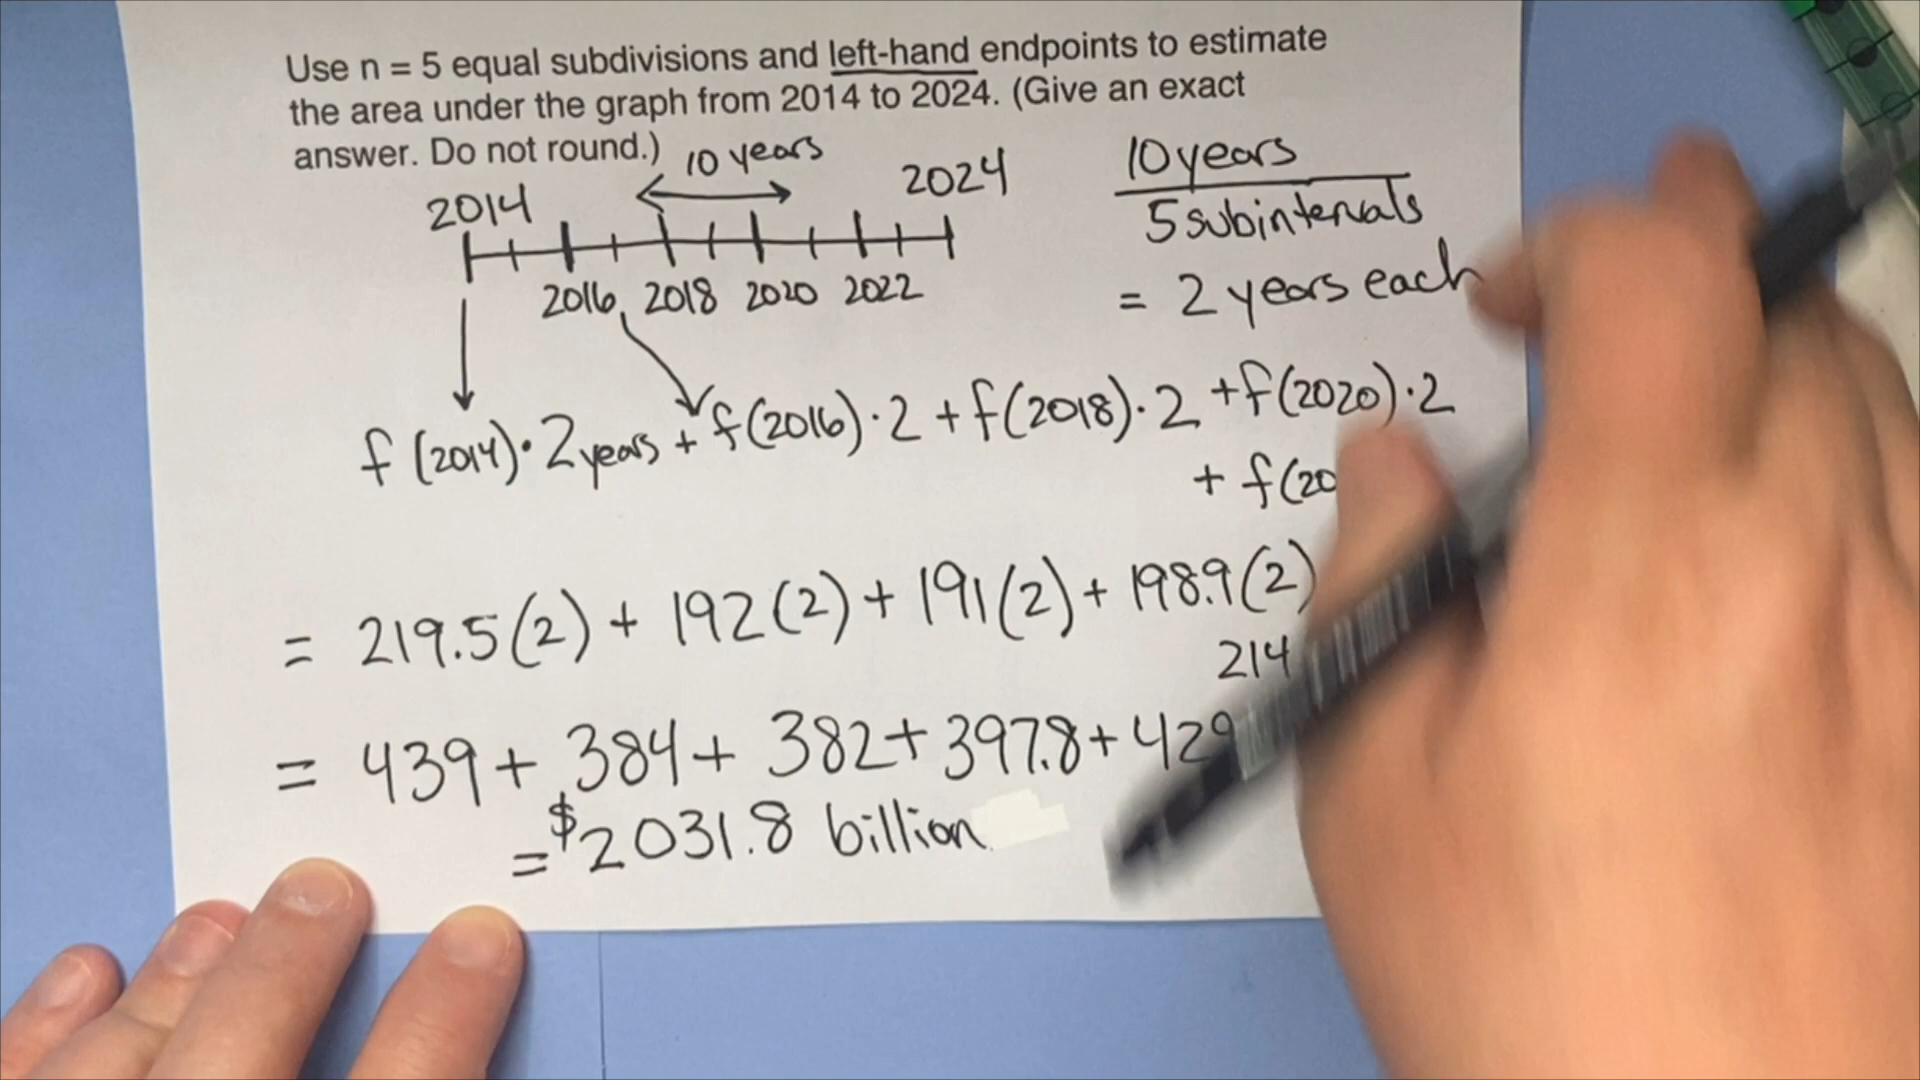 Use n = 5 equal subdivisions and left-hand endpoints to estimate
the area under the graph from 2014 to 2024. (Give an exact
answer. Do not round.)
10 years
2014
2024
2016, 2018 2020 2022
10 years
5 subintervals
= 2 years each
f(2014)·2 years + f(2016)·2 + f(2018)·2 + f(2020)·2
+ f(20
= 219.5(2) + 192(2) + 191(2) + 198.9(2)
214
= 439 + 384 + 382 + 397.8 + 429
= $2031.8 billion